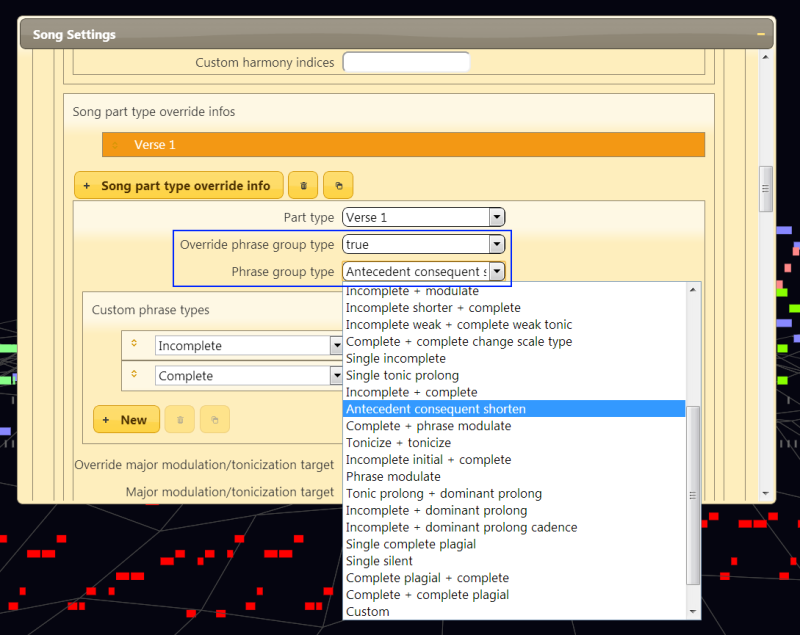 Song Settings
Custom harmony indices
Song part type override infos
Verse 1
+ Song part type override info
Part type Verse 1
Override phrase group type true
Phrase group type Antecedent consequent s
Custom phrase types
Incomplete
Complete
+ New
Override major modulation/tonicization target
Major modulation/tonicization target
Incomplete + modulate
Incomplete shorter + complete
Incomplete weak + complete weak tonic
Complete + complete change scale type
Single incomplete
Single tonic prolong
Incomplete + complete
Antecedent consequent shorten
Complete + phrase modulate
Tonicize + tonicize
Incomplete initial + complete
Phrase modulate
Tonic prolong + dominant prolong
Incomplete + dominant prolong
Incomplete + dominant prolong cadence
Single complete plagial
Single silent
Complete plagial + complete
Complete + complete plagial
Custom